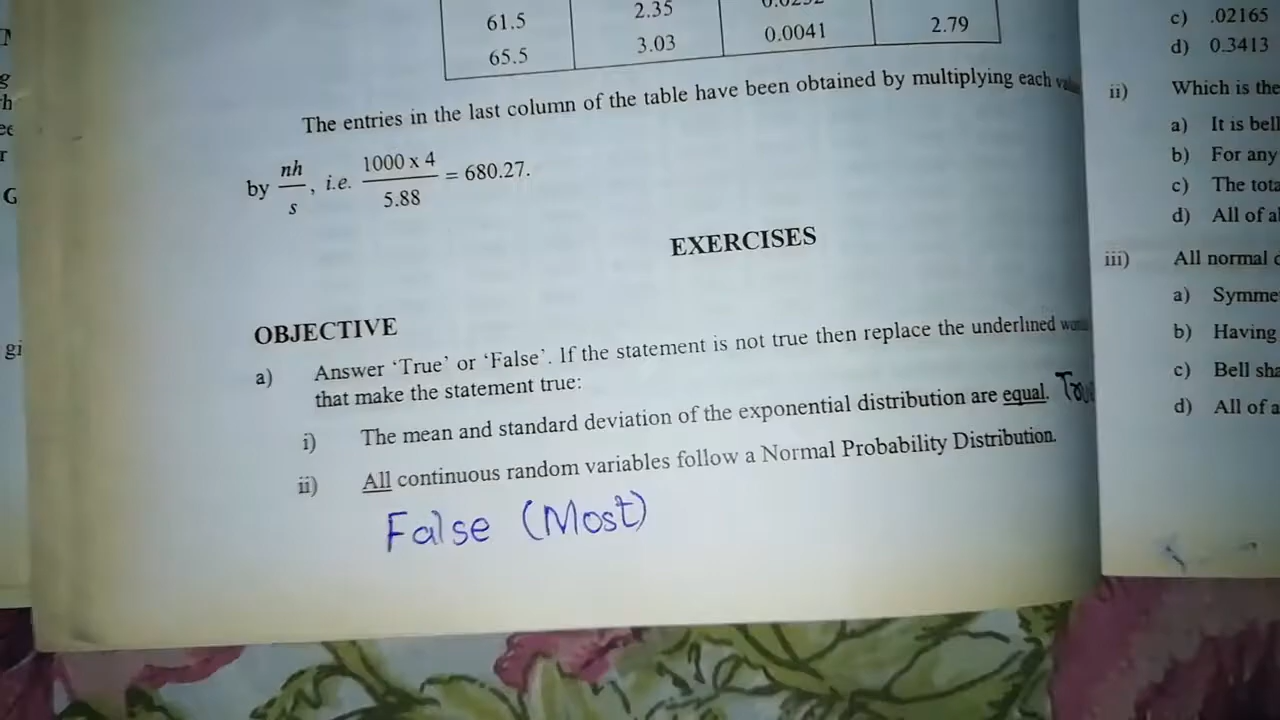 61.5 2.35
65.5 3.03 0.0041 2.79
The entries in the last column of the table have been obtained by multiplying each
by nh/s, i.e. 1000 x 4/5.88 = 680.27.
EXERCISES
OBJECTIVE
a) Answer ‘True’ or ‘False’. If the statement is not true then replace the underlined
that make the statement true:
i) The mean and standard deviation of the exponential distribution are equal. True
ii) All continuous random variables follow a Normal Probability Distribution.
False (Most)
c) .02165
d) 0.3413
ii) Which is the
a) It is bell
b) For any
c) The
d) All of
iii) All normal
a)
b) Having
c) Bell
d) All of